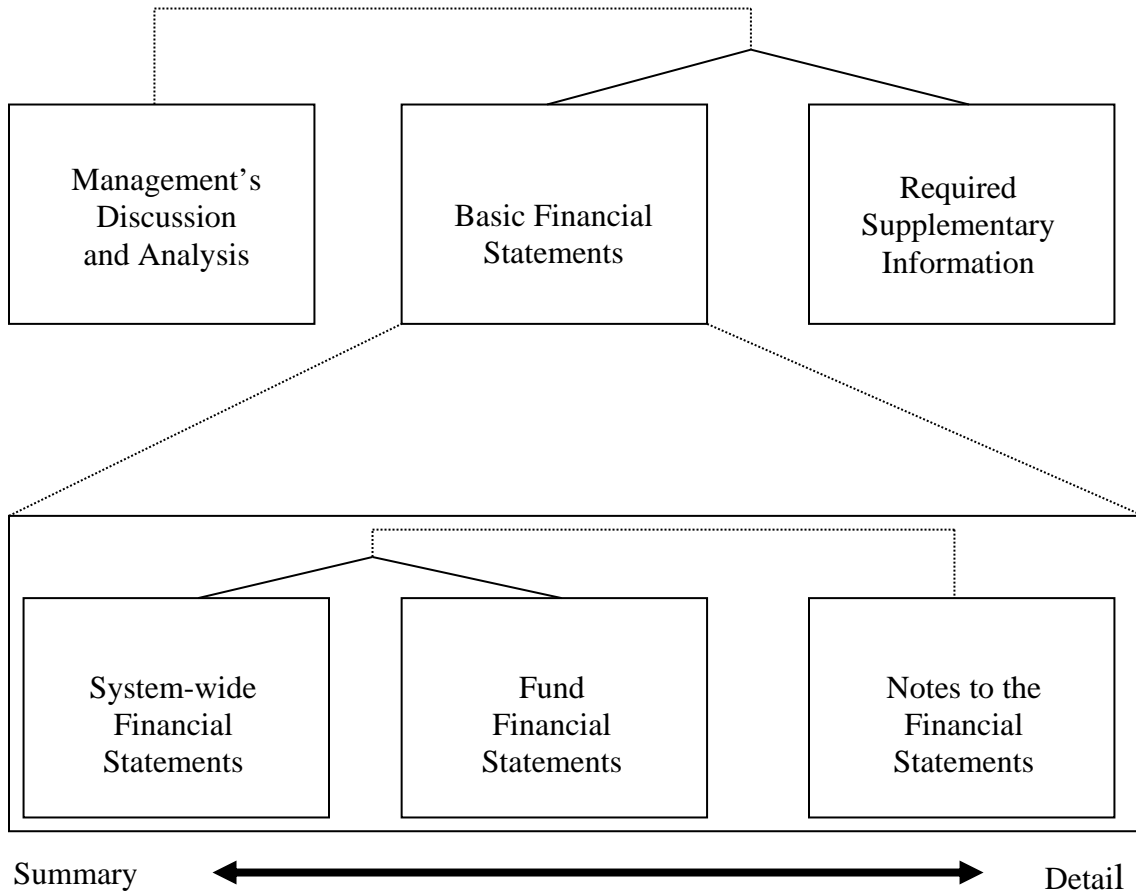 Management’s
Discussion
and Analysis
Basic Financial
Statements
Required
Supplementary
Information
System-wide
Financial
Statements
Fund
Financial
Statements
Notes to the
Financial
Statements
Summary
Detail